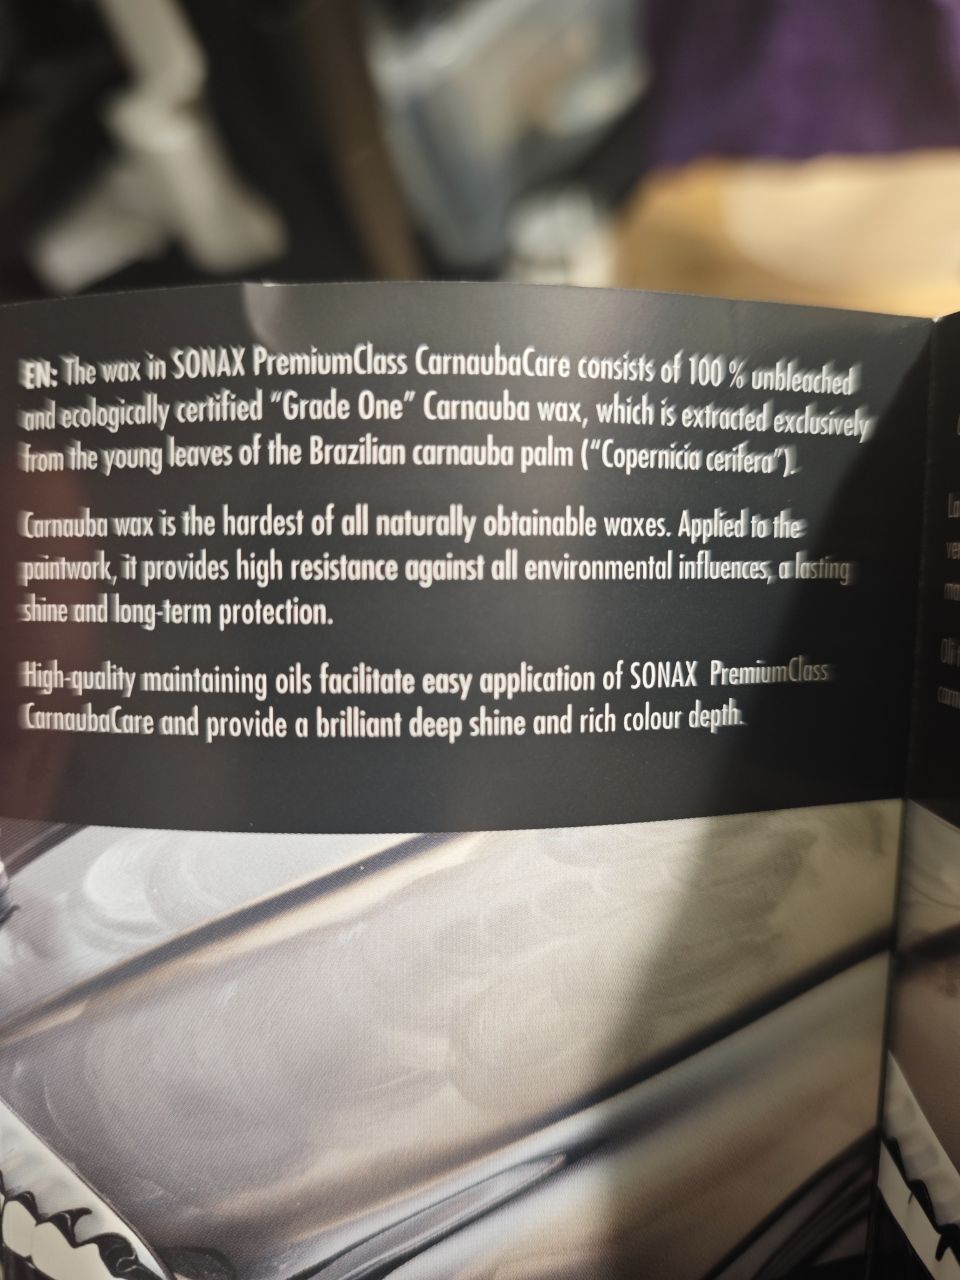 EN: The wax in SONAX PremiumClass CarnaubaCare consists of 100 % unbleached
and ecologically certified “Grade One” Carnauba wax, which is extracted exclusively
from the young leaves of the Brazilian carnauba palm (“Copernicia cerifera”).
Carnauba wax is the hardest of all naturally obtainable waxes. Applied to the
paintwork, it provides high resistance against all environmental influences, a lasting
shine and long-term protection.
High-quality maintaining oils facilitate easy application of SONAX PremiumClass
CarnaubaCare and provide a brilliant deep shine and rich colour depth.